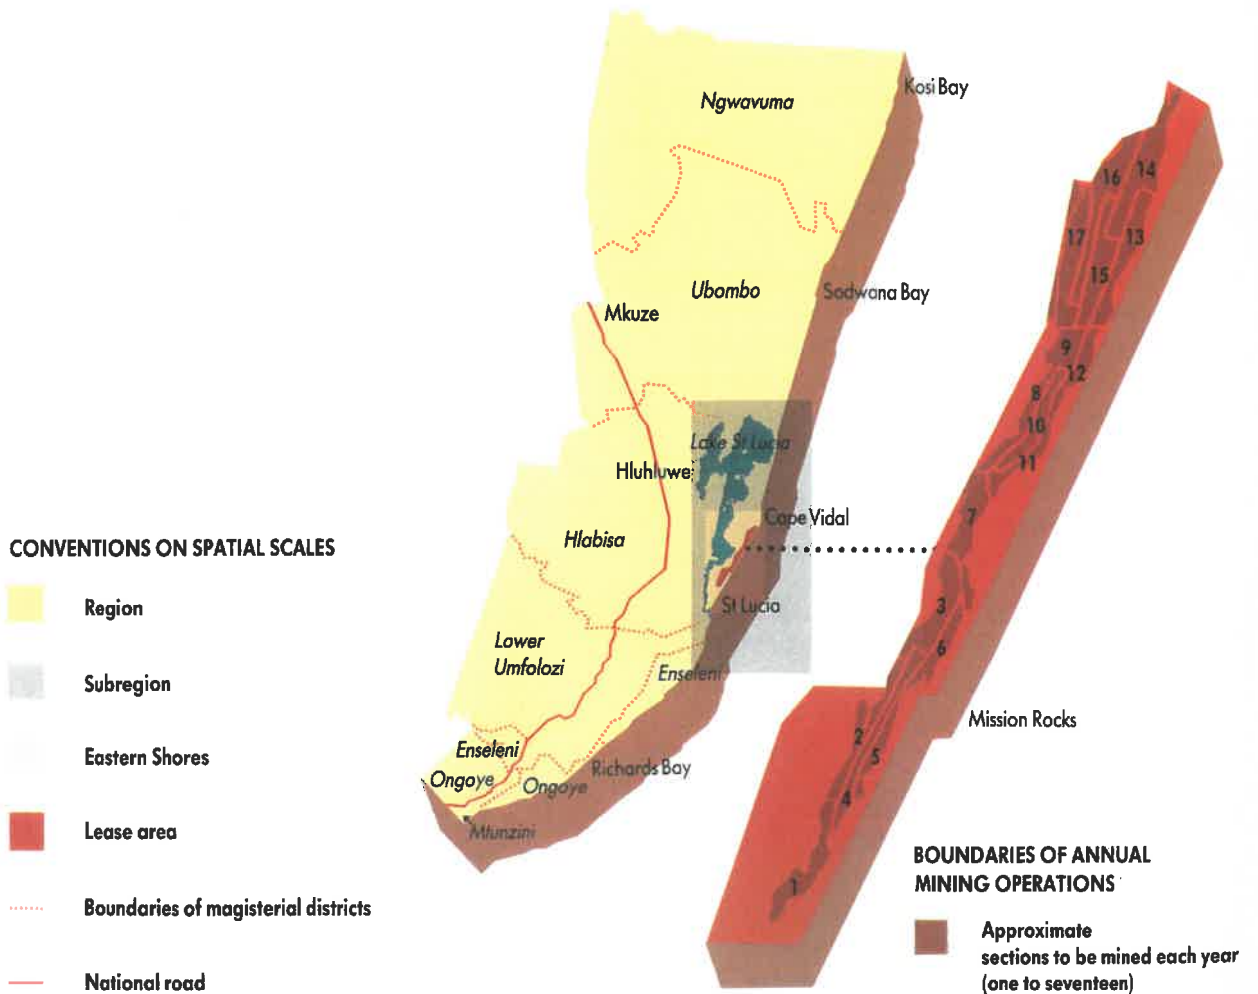 Ngwavuma
Kosi Bay
Ubombo
Sodwana Bay
Mkuze
Lake St Lucia
Hluhluwe
Cape Vidal
Hlabisa
St Lucia
Lower
Umfolozi
Enseleni
Enseleni
Ongoye
Ongoye
Richards Bay
Mtunzini
16
14
17
13
15
9
12
8
10
11
7
3
6
Mission Rocks
2
5
4
1
CONVENTIONS ON SPATIAL SCALES
Region
Subregion
Eastern Shores
Lease area
Boundaries of magisterial districts
National road
BOUNDARIES OF ANNUAL
MINING OPERATIONS
Approximate
sections to be mined each year
(one to seventeen)